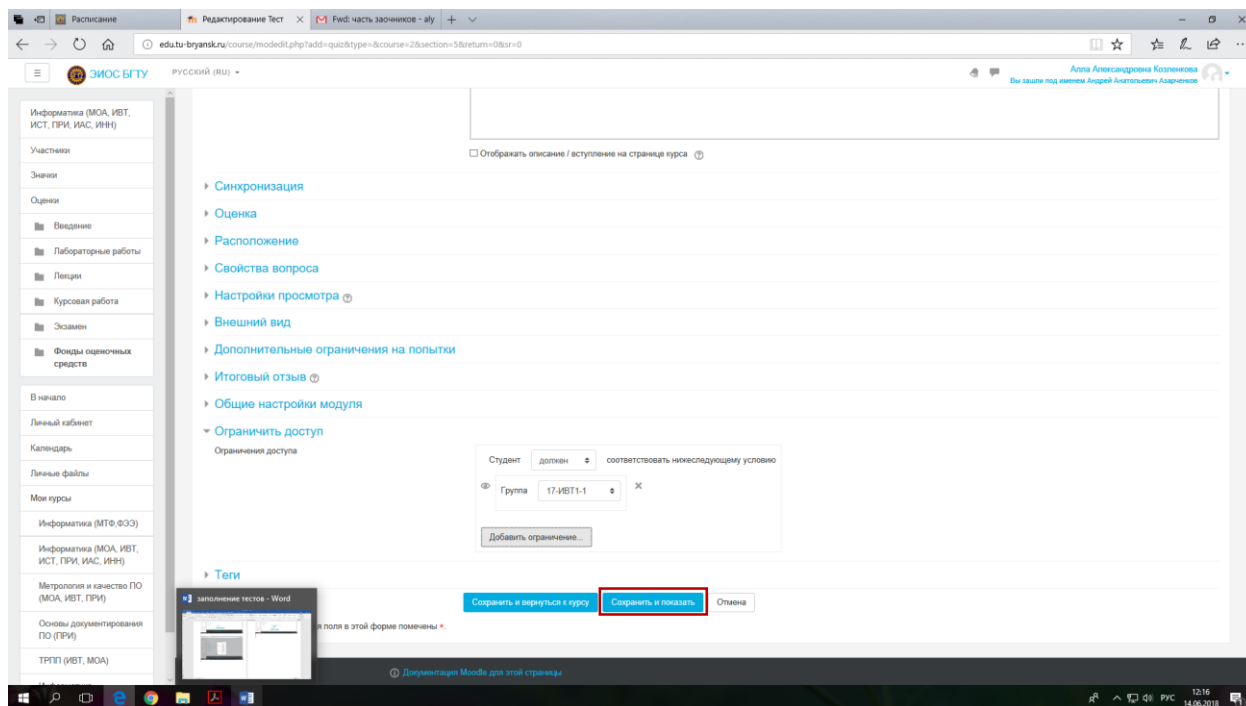 Расписание
Редактирование Тест
Fwd: часть заочников - aly
edu.tu-bryansk.ru/course/modedit.php?add=quiz&type=&course=2&section=5&return=0&sr=0
ЭИОС БГТУ
РУССКИЙ (RU)
Алла Александровна Козленкова
Вы зашли под именем Андрей Анатольевич Азарченков
Информатика (МОА, ИВТ,
ИСТ, ПРИ, ИАС, ИНН)
Участники
Значки
Оценки
Введение
Лабораторные работы
Лекции
Курсовая работа
Экзамен
Фонды оценочных
средств
В начало
Личный кабинет
Календарь
Личные файлы
Мои курсы
Информатика (МТФ,ФЭЭ)
Информатика (МОА, ИВТ,
ИСТ, ПРИ, ИАС, ИНН)
Метрология и качество ПО
(МОА, ИВТ, ПРИ)
Основы документирования
ПО (ПРИ)
ТРПП (ИВТ, МОА)
Отображать описание / вступление на странице курса
Синхронизация
Оценка
Расположение
Свойства вопроса
Настройки просмотра
Внешний вид
Дополнительные ограничения на попытки
Итоговый отзыв
Общие настройки модуля
Ограничить доступ
Ограничения доступа
Студент должен соответствовать нижеследующему условию
Группа 17-ИВТ1-1
Добавить ограничение...
Теги
Сохранить и вернуться к курсу Сохранить и показать Отмена
я поля в этой форме помечены
заполнение тестов - Word
Документация Moodle для этой страницы
РУС
12:16
14.06.2018